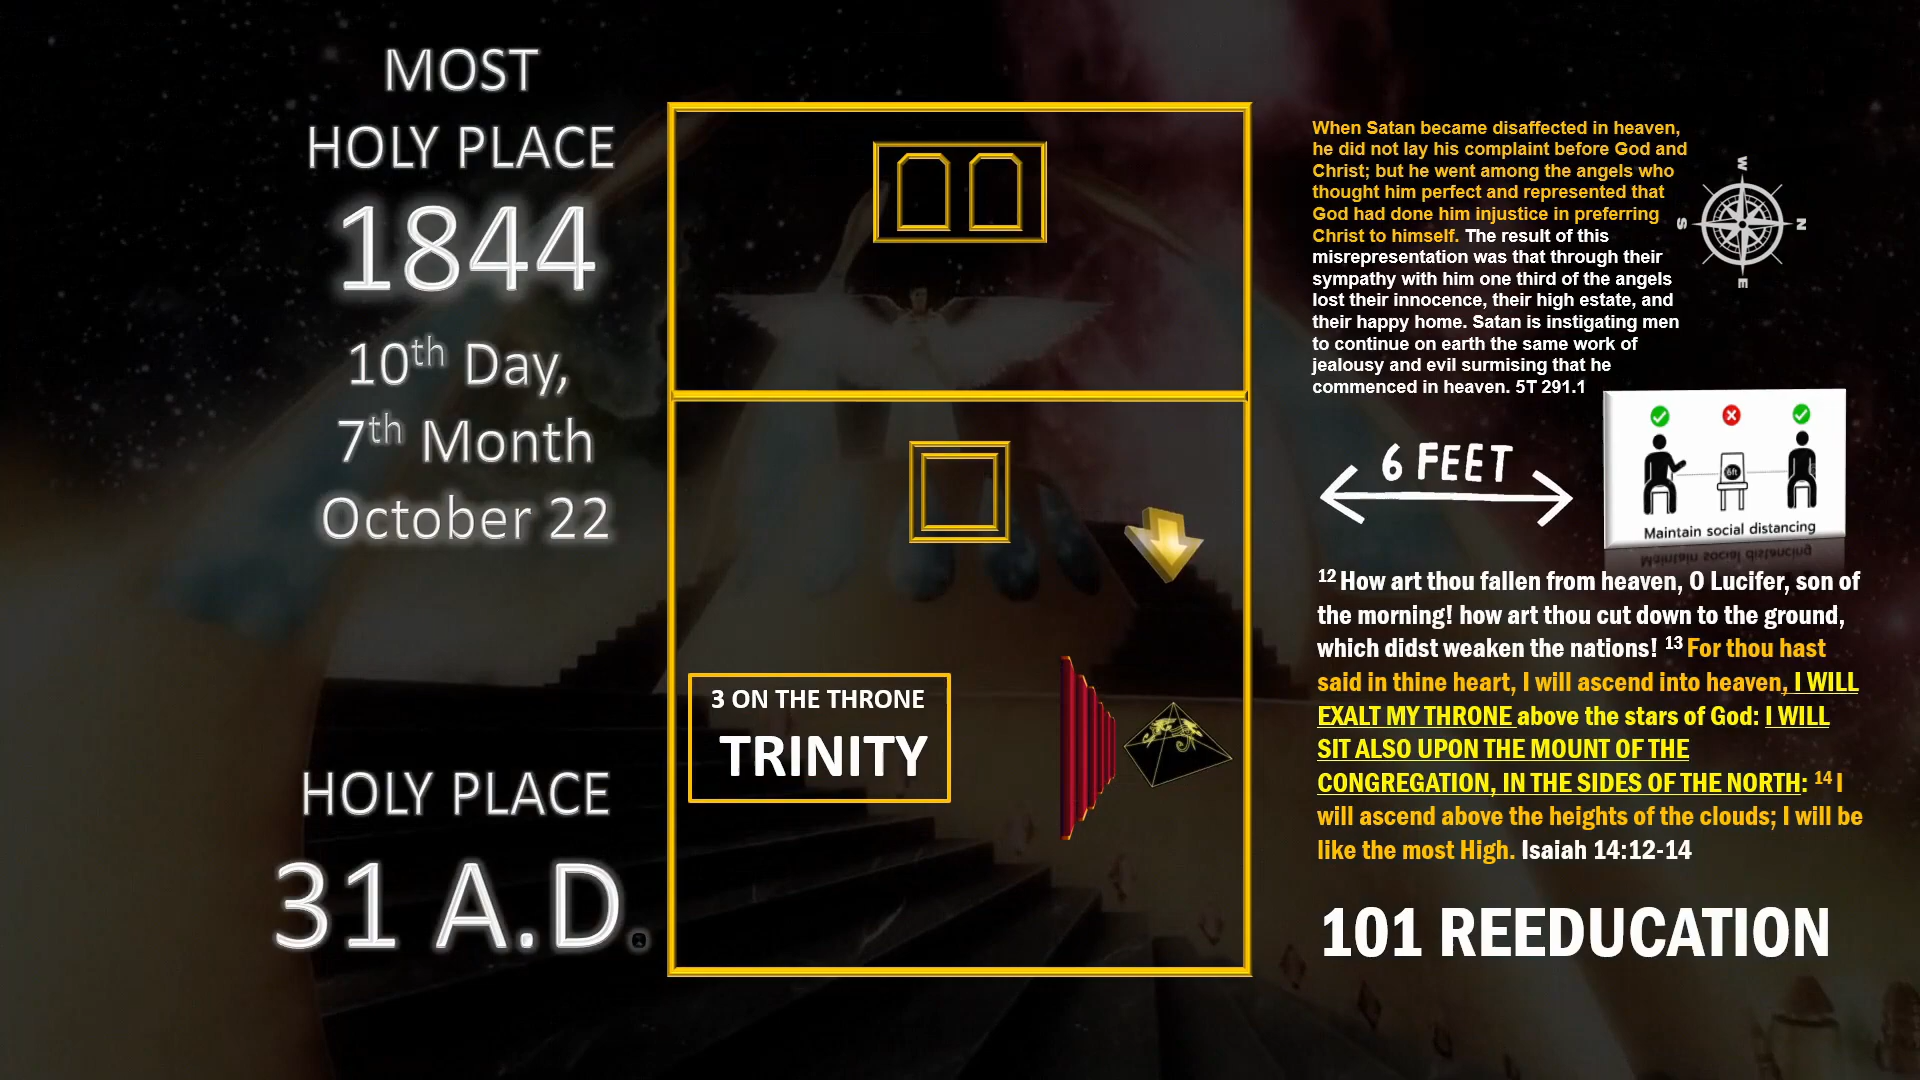 MOST
HOLY PLACE
1844
10th Day,
7th Month
October 22
HOLY PLACE
31 A.D.
3 ON THE THRONE
TRINITY
When Satan became disaffected in heaven,
he did not lay his complaint before God and
Christ; but he went among the angels who
thought him perfect and represented that
God had done him injustice in preferring
Christ to himself. The result of this
misrepresentation was that through their
sympathy with him one third of the angels
lost their innocence, their high estate, and
their happy home. Satan is instigating men
to continue on earth the same work of
jealousy and evil surmising that he
commenced in heaven. 5T 291.1
W
S
N
E
6 FEET
6ft
Maintain social distancing
12 How art thou fallen from heaven, O Lucifer, son of
the morning! how art thou cut down to the ground,
which didst weaken the nations! 13 For thou hast
said in thine heart, I will ascend into heaven, I WILL
EXALT MY THRONE above the stars of God: I WILL
SIT ALSO UPON THE MOUNT OF THE
CONGREGATION, IN THE SIDES OF THE NORTH: 14 I
will ascend above the heights of the clouds; I will be
like the most High. Isaiah 14:12-14
101 REEDUCATION